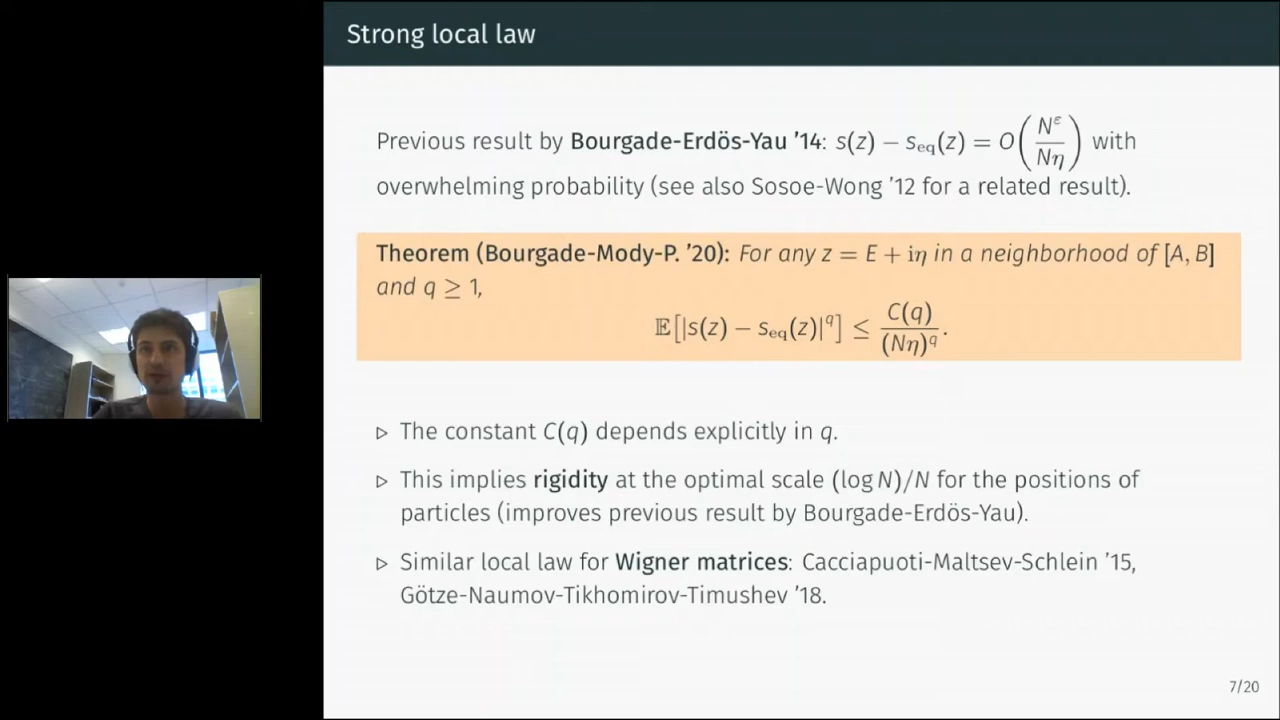 Strong local law
Previous result by Bourgade-Erdös-Yau '14: s(z) − s_eq(z) = O(N^ε / Nη) with
overwhelming probability (see also Sosoe-Wong '12 for a related result).
Theorem (Bourgade-Mody-P. '20): For any z = E + iη in a neighborhood of [A, B]
and q ≥ 1,
𝔼[|s(z) − s_eq(z)|^q] ≤ C(q) / (Nη)^q .
▷ The constant C(q) depends explicitly in q.
▷ This implies rigidity at the optimal scale (log N)/N for the positions of
particles (improves previous result by Bourgade-Erdös-Yau).
▷ Similar local law for Wigner matrices: Cacciapuoti-Maltsev-Schlein '15,
Götze-Naumov-Tikhomirov-Timushev '18.
7/20